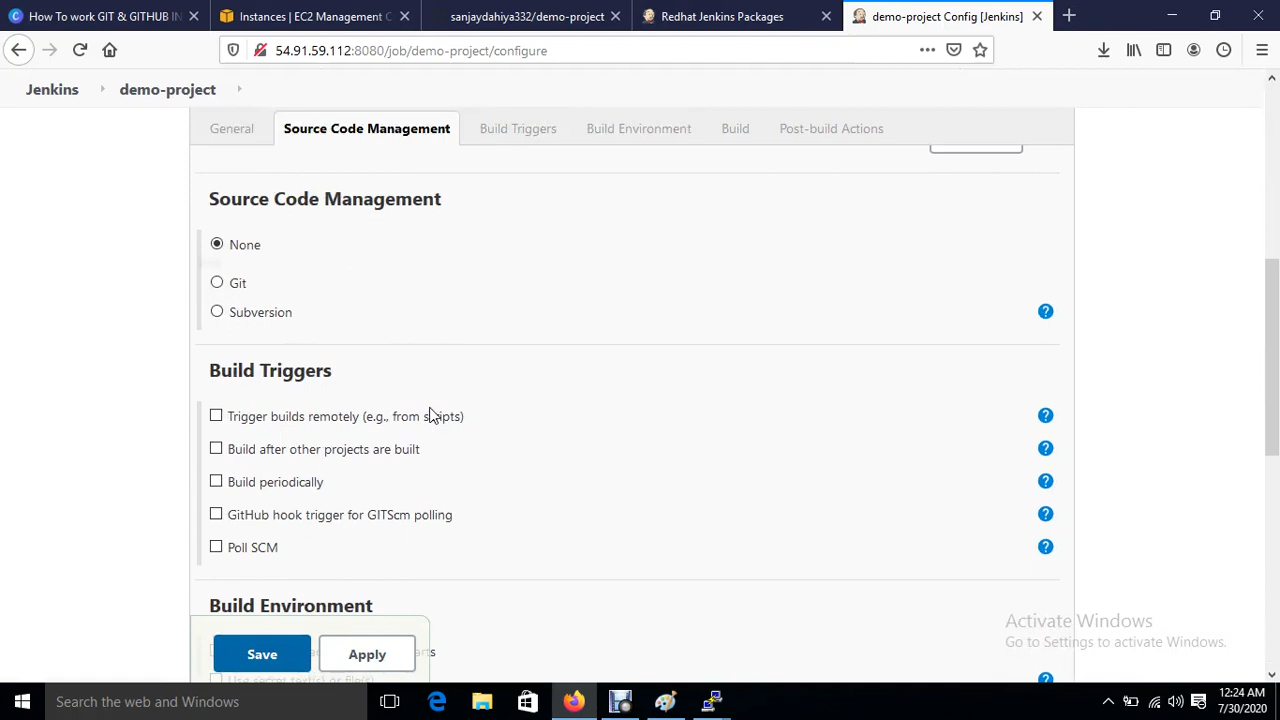 How To work GIT & GITHUB IN
Instances | EC2 Management C
sanjaydahiya332/demo-project
Redhat Jenkins Packages
demo-project Config [Jenkins]
54.91.59.112:8080/job/demo-project/configure
Jenkins
demo-project
General
Source Code Management
Build Triggers
Build Environment
Build
Post-build Actions
Source Code Management
None
Git
Subversion
Build Triggers
Trigger builds remotely (e.g., from scripts)
Build after other projects are built
Build periodically
GitHub hook trigger for GITScm polling
Poll SCM
Build Environment
Save
Apply
Use secret text(s) or file(s)
Activate Windows
Go to Settings to activate Windows.
Search the web and Windows
12:24 AM
7/30/2020